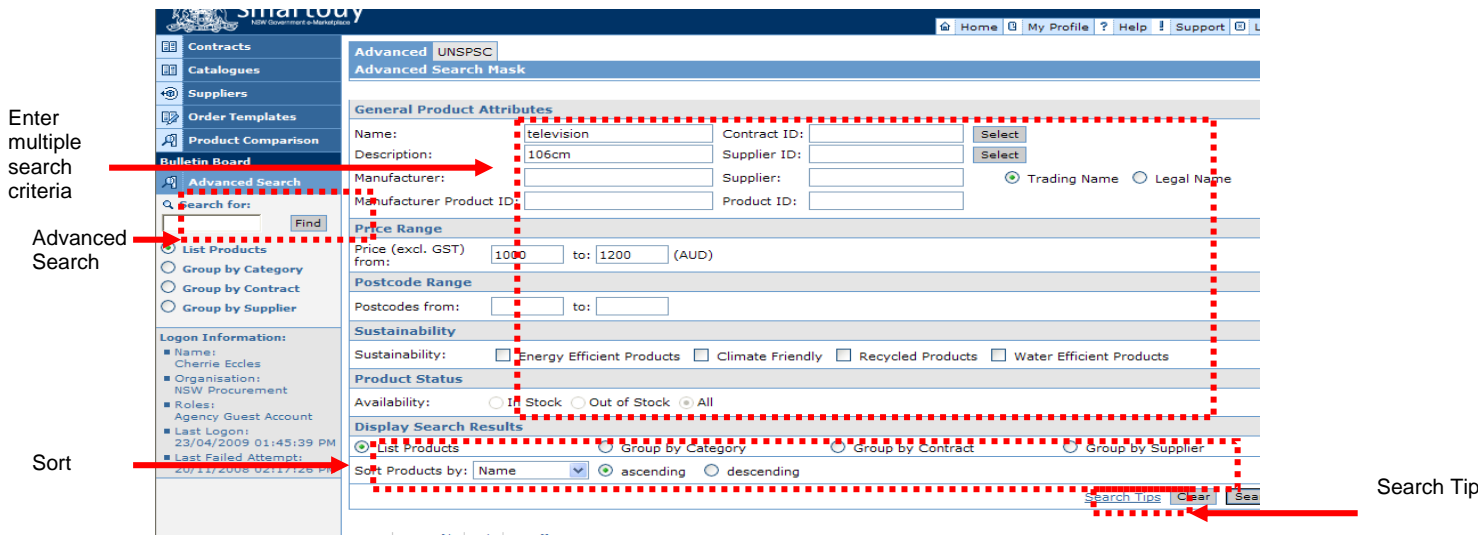 smartbuy
NSW Government e-Marketplace
Home My Profile ? Help ! Support
Contracts
Catalogues
Suppliers
Order Templates
Product Comparison
Bulletin Board
Advanced Search
Search for:
Find
List Products
Group by Category
Group by Contract
Group by Supplier
Logon Information:
Name:
Cherrie Eccles
Organisation:
NSW Procurement
Roles:
Agency Guest Account
Last Logon:
23/04/2009 01:45:39 PM
Last Failed Attempt:
20/11/2008 02:17:26 PM
Advanced UNSPSC
Advanced Search Mask
General Product Attributes
Name: television Contract ID: Select
Description: 106cm Supplier ID: Select
Manufacturer: Supplier: Trading Name Legal Name
Manufacturer Product ID: Product ID:
Price Range
Price (excl. GST)
from: 1000 to: 1200 (AUD)
Postcode Range
Postcodes from: to:
Sustainability
Sustainability: Energy Efficient Products Climate Friendly Recycled Products Water Efficient Products
Product Status
Availability: In Stock Out of Stock All
Display Search Results
List Products Group by Category Group by Contract Group by Supplier
Sort Products by: Name ascending descending
Search Tips Clear Sea
Enter
multiple
search
criteria
Advanced
Search
Sort
Search Tip